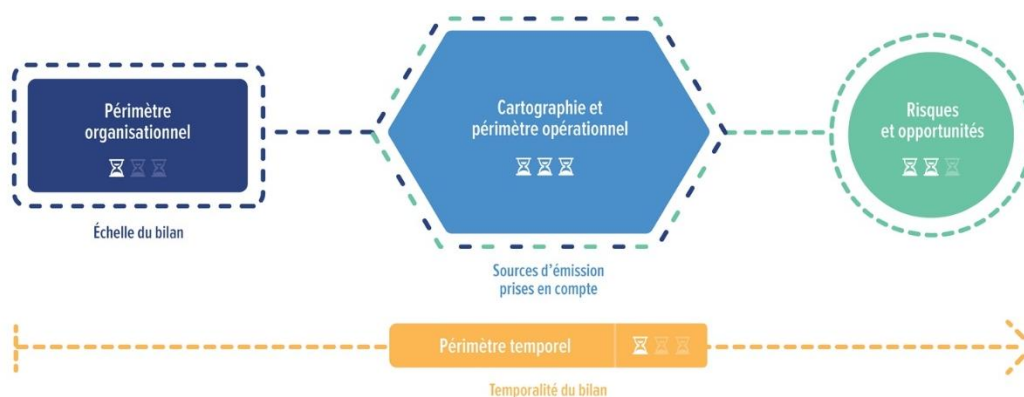 Périmètre
organisationnel
Échelle du bilan
Cartographie et
périmètre opérationnel
Sources d’émission
prises en compte
Risques
et opportunités
Périmètre temporel
Temporalité du bilan